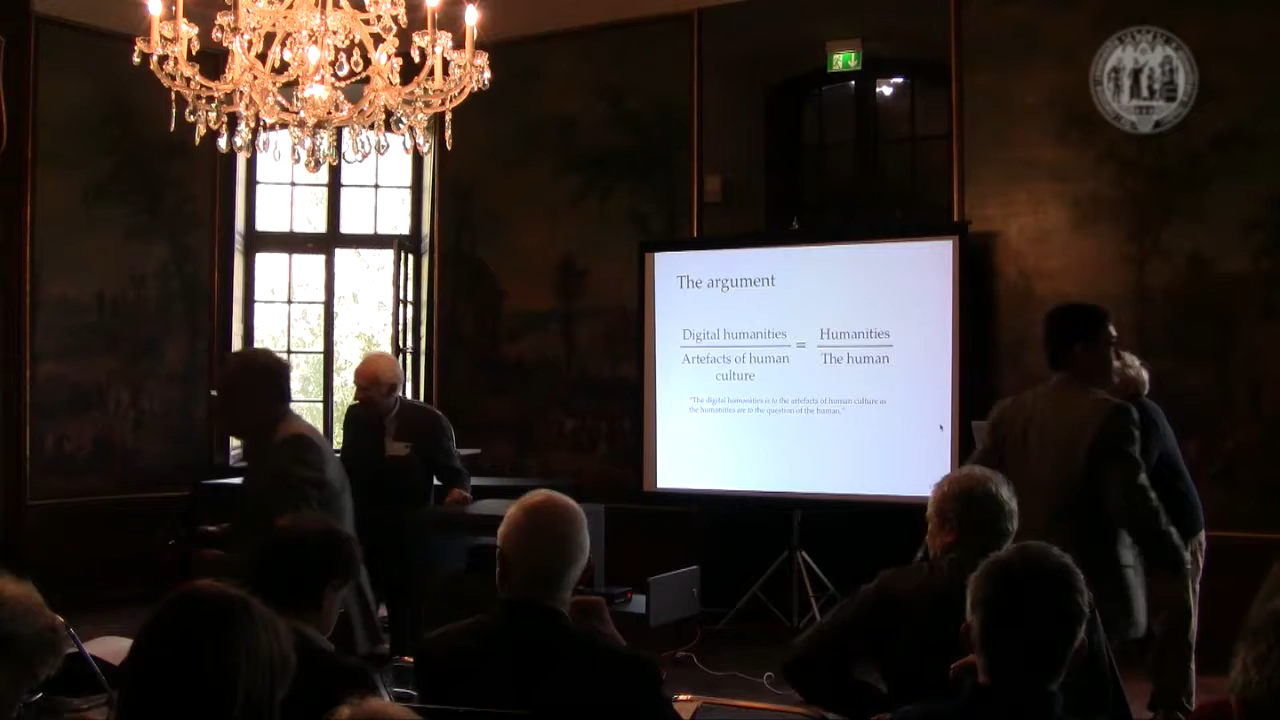 The argument
Digital humanities
Artefacts of human
culture
=
Humanities
The human
"The digital humanities is to the artefacts of human culture as
the humanities are to the question of the human."